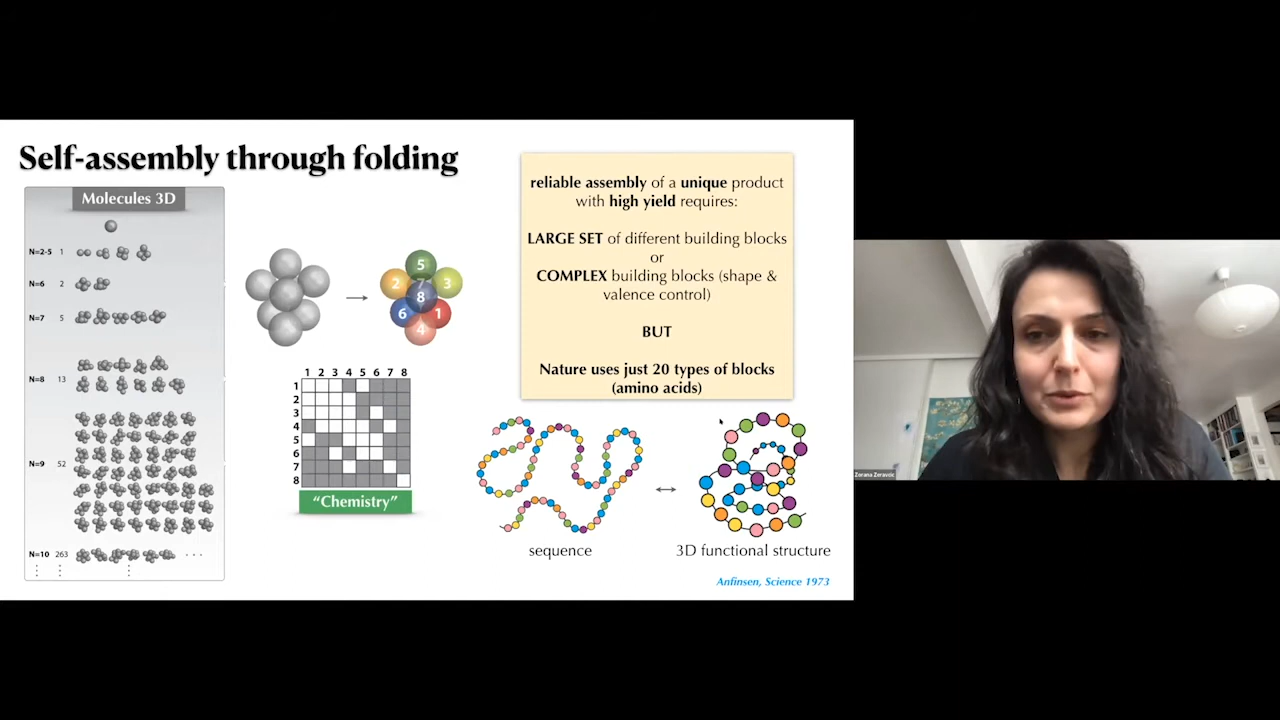 Self-assembly through folding
Molecules 3D
N=2-5 1
N=6 2
N=7 5
N=8 13
N=9 52
N=10 263 . . .
5
2 7 3
8
6 1
4
1 2 3 4 5 6 7 8
1
2
3
4
5
6
7
8
"Chemistry"
reliable assembly of a unique product
with high yield requires:
LARGE SET of different building blocks
or
COMPLEX building blocks (shape &
valence control)
BUT
Nature uses just 20 types of blocks
(amino acids)
sequence
3D functional structure
Anfinsen, Science 1973
Zorana Zeravcic